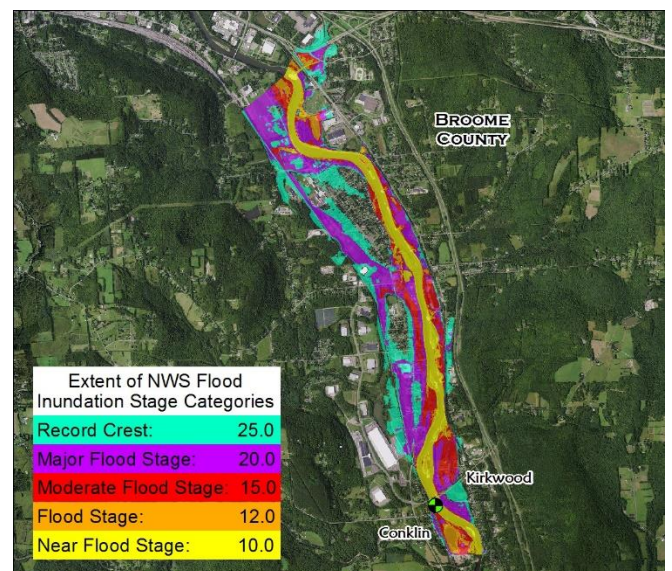 BROOME
COUNTY
Extent of NWS Flood
Inundation Stage Categories
Record Crest: 25.0
Major Flood Stage: 20.0
Moderate Flood Stage: 15.0
Flood Stage: 12.0
Near Flood Stage: 10.0
Kirkwood
Conklin